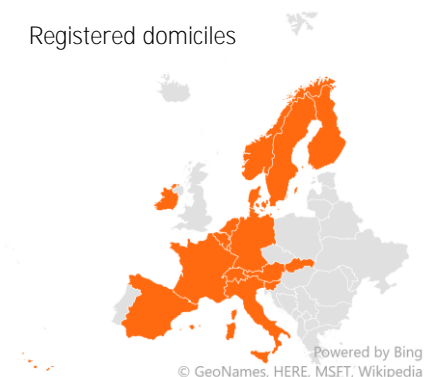 Registered domiciles
Powered by Bing
© GeoNames, HERE, MSFT, Wikipedia